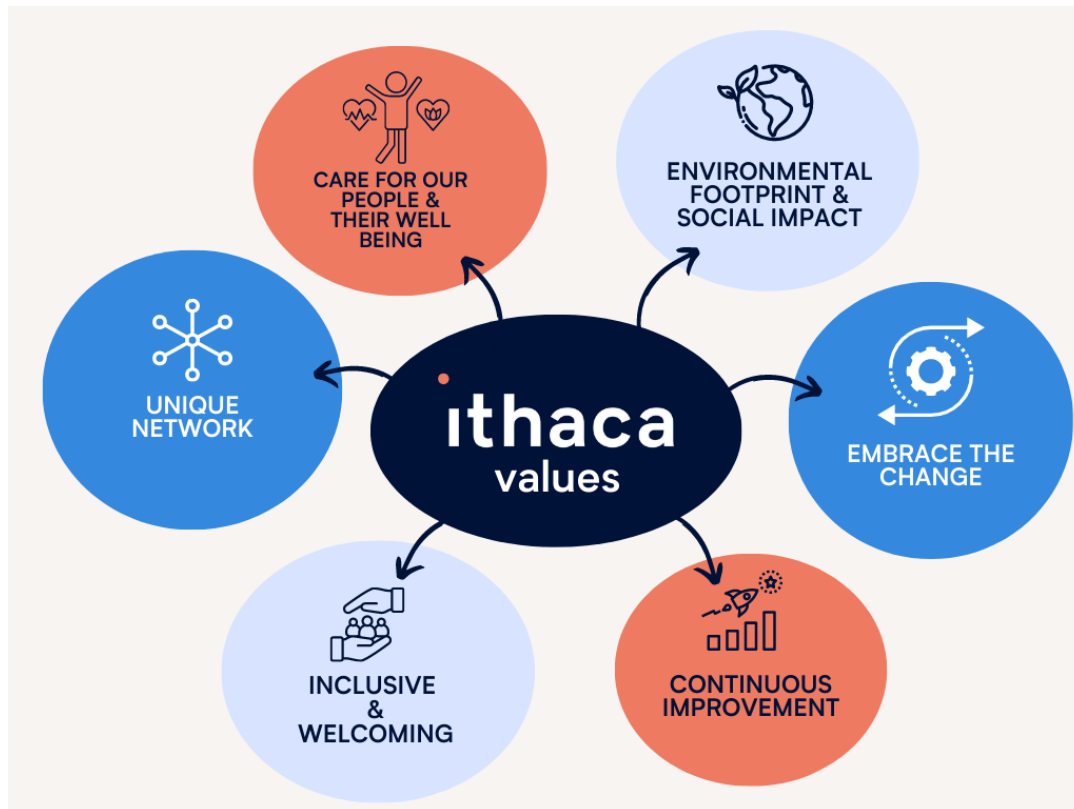 CARE FOR OUR
PEOPLE &
THEIR WELL
BEING
ENVIRONMENTAL
FOOTPRINT &
SOCIAL IMPACT
UNIQUE
NETWORK
ithaca
values
EMBRACE THE
CHANGE
INCLUSIVE
&
WELCOMING
CONTINUOUS
IMPROVEMENT